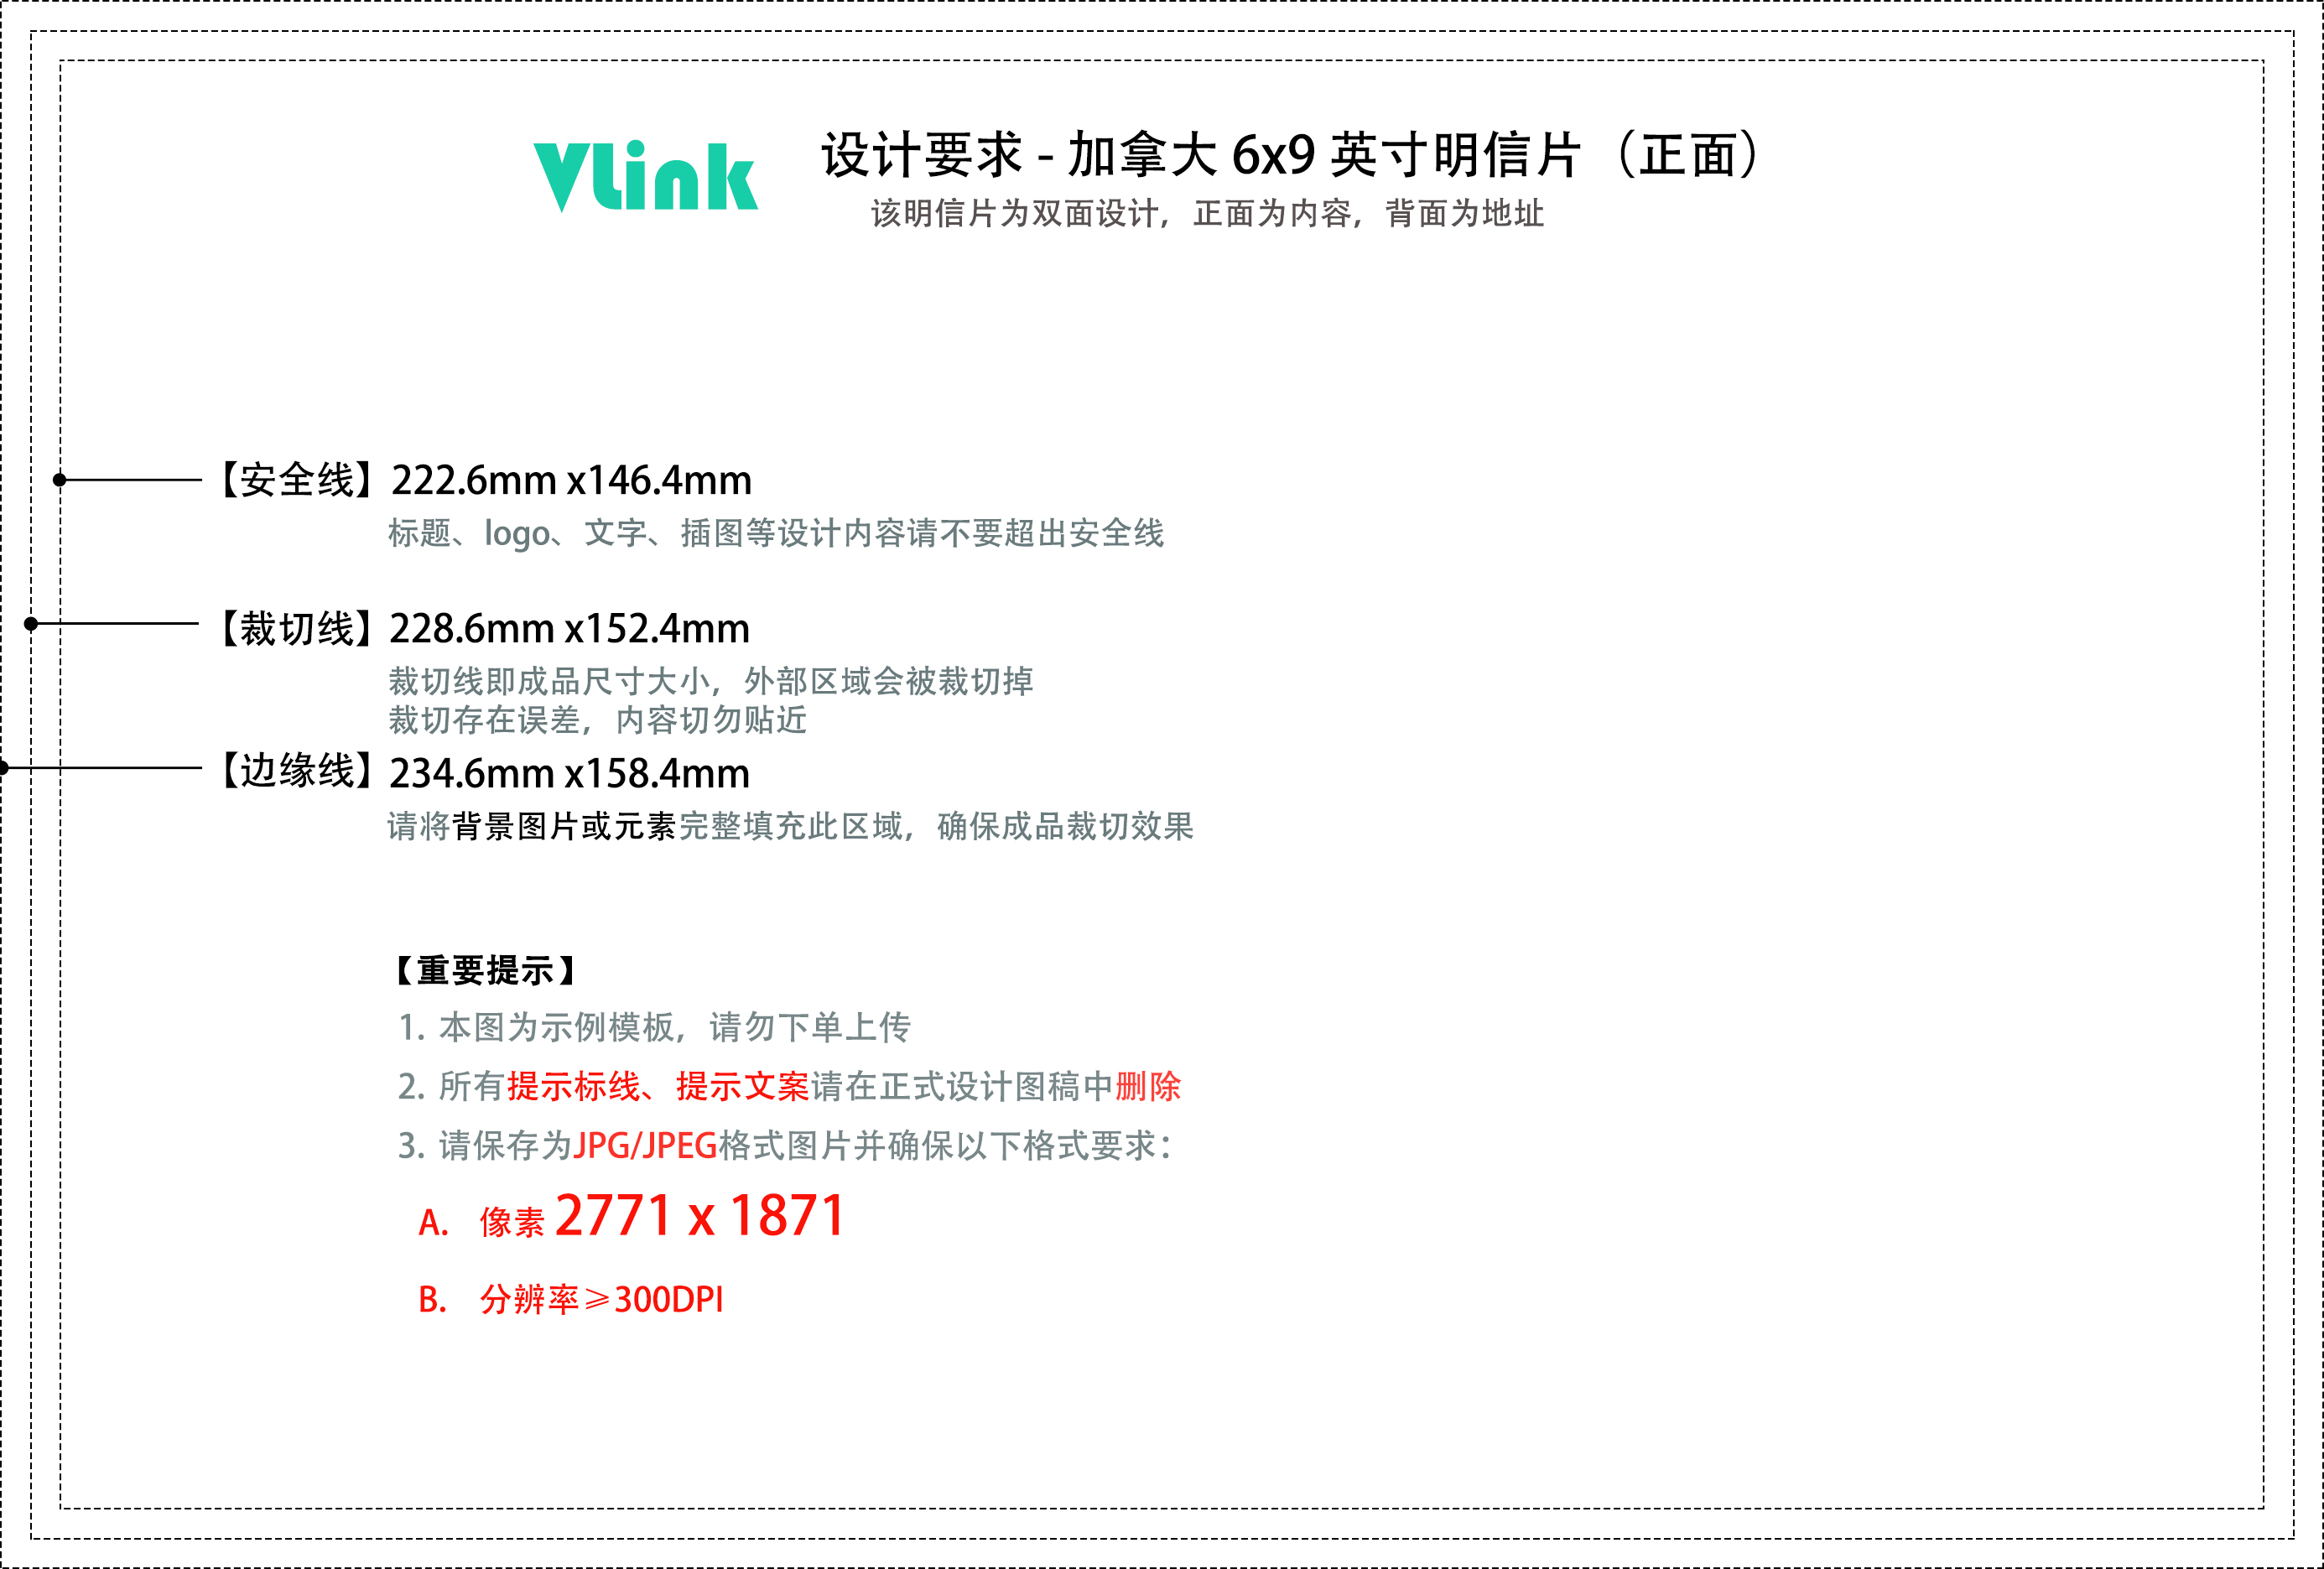 Vlink
设计要求 - 加拿大 6x9 英寸明信片（正面）
该明信片为双面设计，正面为内容，背面为地址
【安全线】222.6mm x146.4mm
标题、logo、文字、插图等设计内容请不要超出安全线
【裁切线】228.6mm x152.4mm
裁切线即成品尺寸大小，外部区域会被裁切掉
裁切存在误差，内容切勿贴近
【边缘线】234.6mm x158.4mm
请将背景图片或元素完整填充此区域，确保成品裁切效果
【重要提示】
1. 本图为示例模板，请勿下单上传
2. 所有提示标线、提示文案请在正式设计图稿中删除
3. 请保存为JPG/JPEG格式图片并确保以下格式要求：
A. 像素 2771 x 1871
B. 分辨率≥300DPI